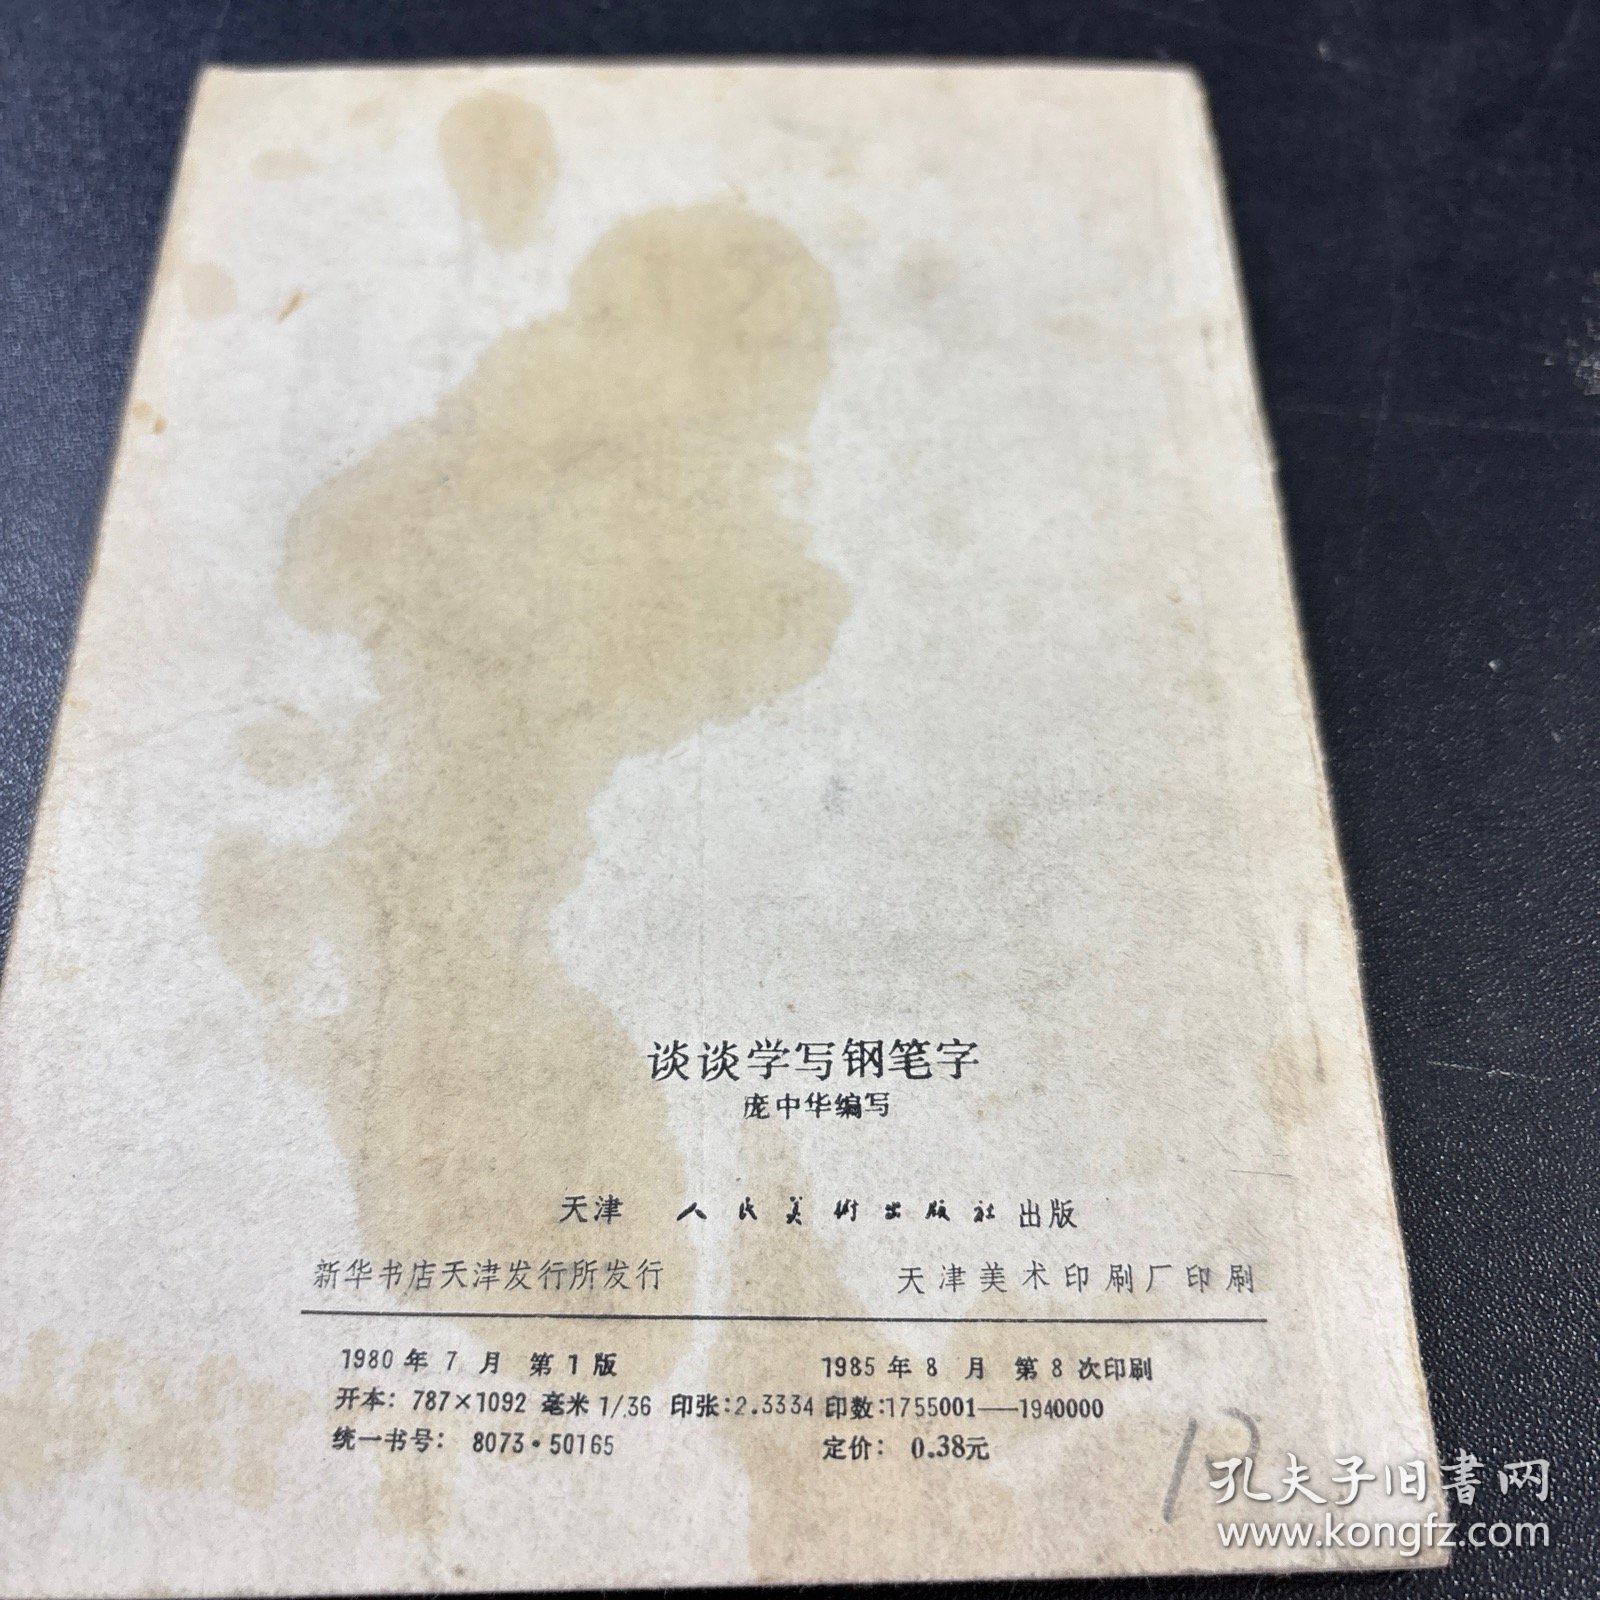 谈谈学写钢笔字
庞中华编写
天津 人民美術出版社 出版
新华书店天津发行所发行 天津美术印刷厂印刷
1980年7月 第1版 1985年8月 第8次印刷
开本：787×1092 毫米 1/36 印张：2.3334 印数：1755001—1940000
统一书号：8073·50165 定价：0.38元
孔夫子旧書网
www.kongfz.com